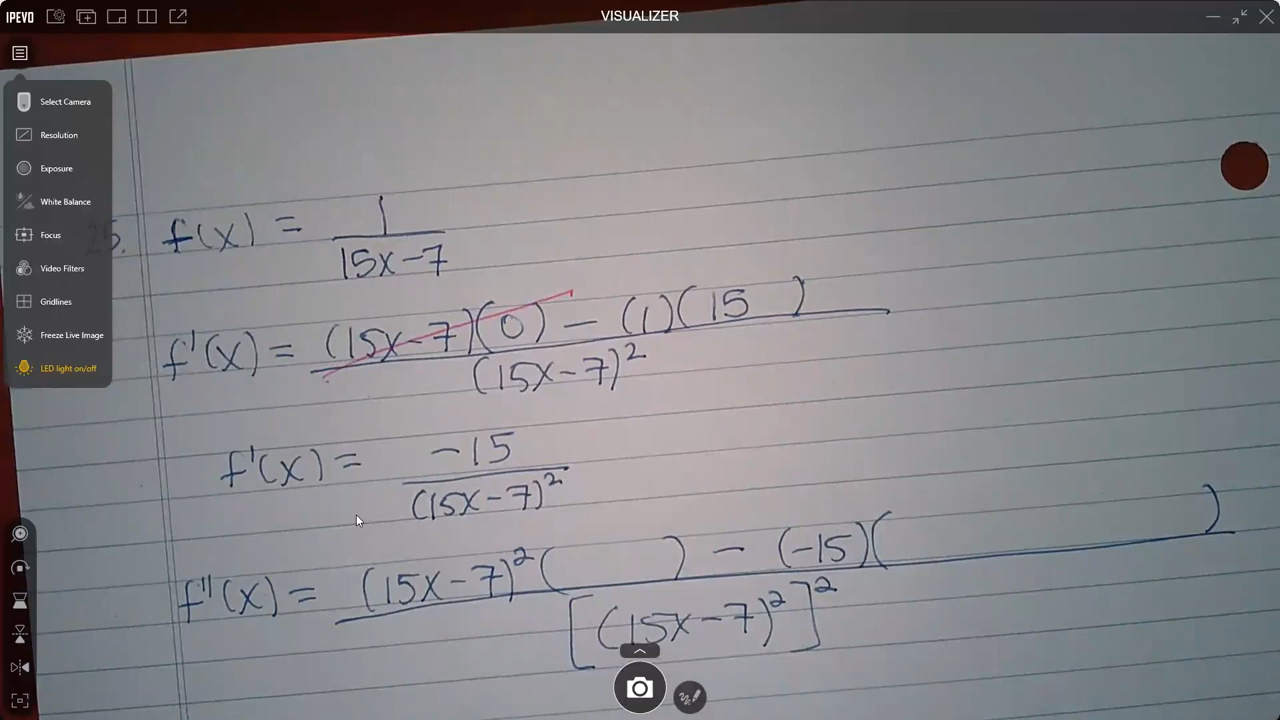 IPEVO
VISUALIZER
Select Camera
Resolution
Exposure
White Balance
Focus
Video Filters
Gridlines
Freeze Live Image
LED light on/off
25. f(x) = 1 / 15x-7
f'(x) = (15x-7)(0) - (1)(15 ) / (15x-7)²
f'(x) = -15 / (15x-7)²
f''(x) = (15x-7)²( ) - (-15)( ) / [(15x-7)²]²